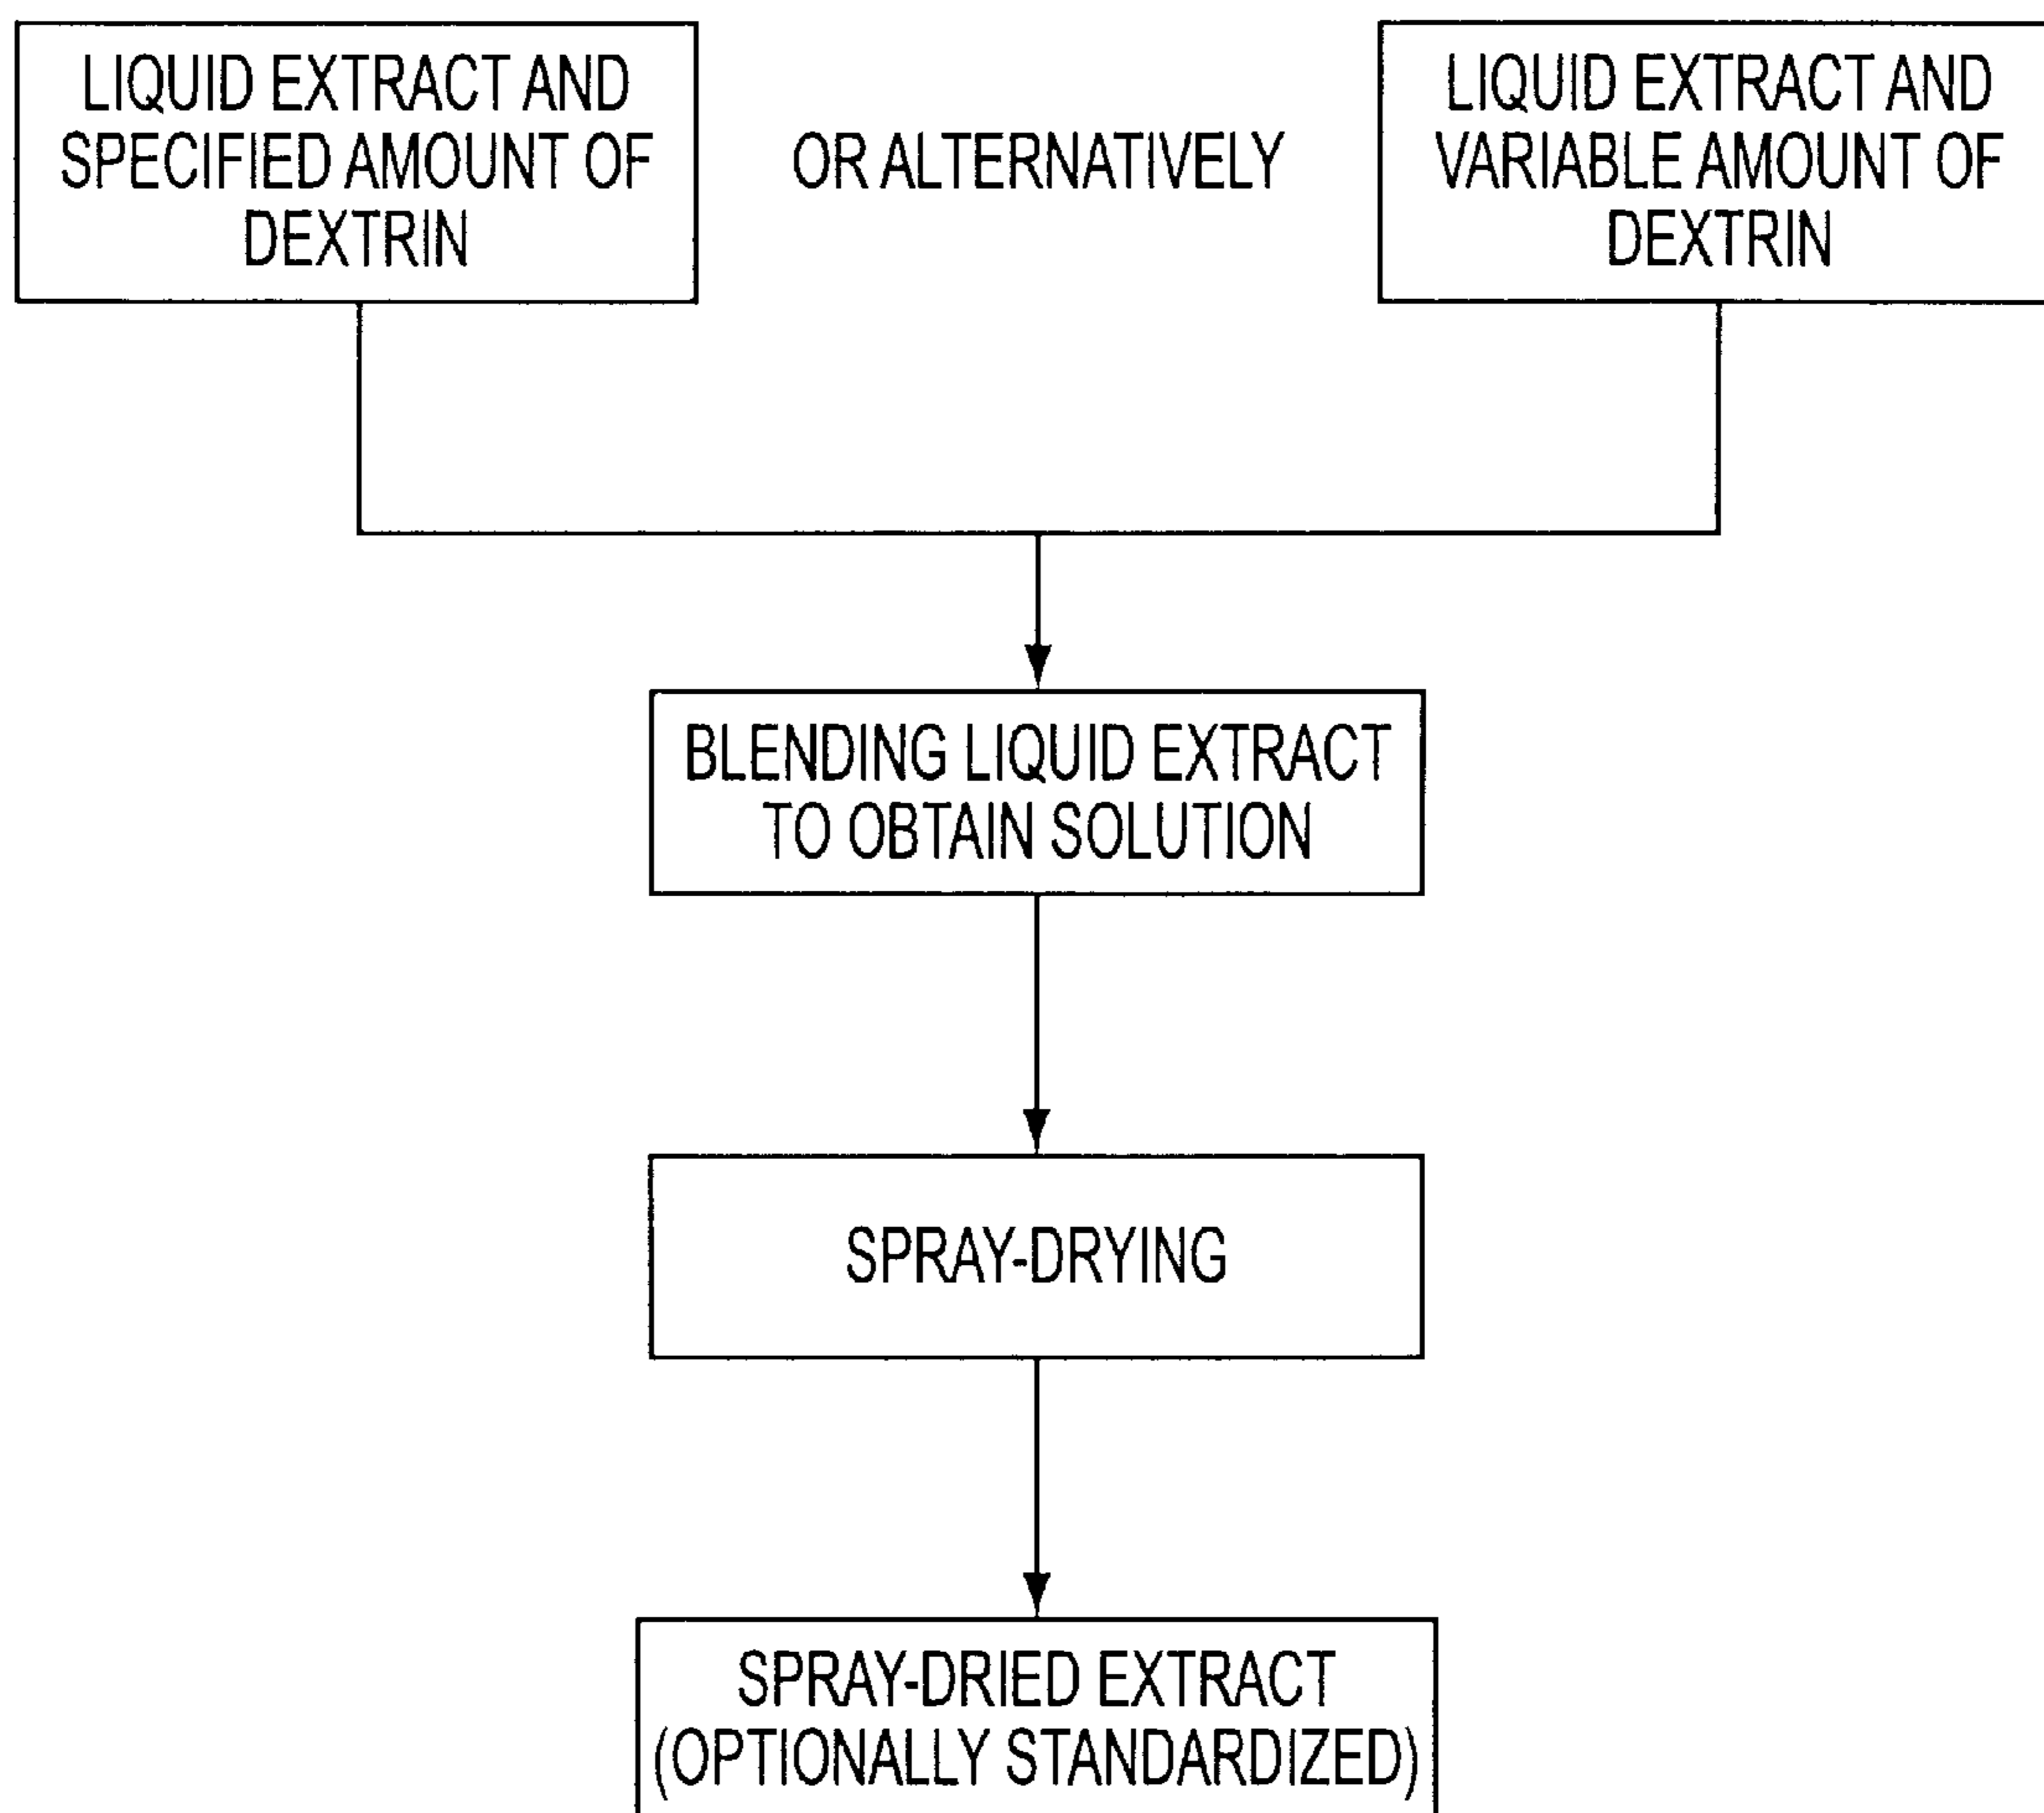 LIQUID EXTRACT AND
SPECIFIED AMOUNT OF
DEXTRIN
OR ALTERNATIVELY
LIQUID EXTRACT AND
VARIABLE AMOUNT OF
DEXTRIN
BLENDING LIQUID EXTRACT
TO OBTAIN SOLUTION
SPRAY-DRYING
SPRAY-DRIED EXTRACT
(OPTIONALLY STANDARDIZED)